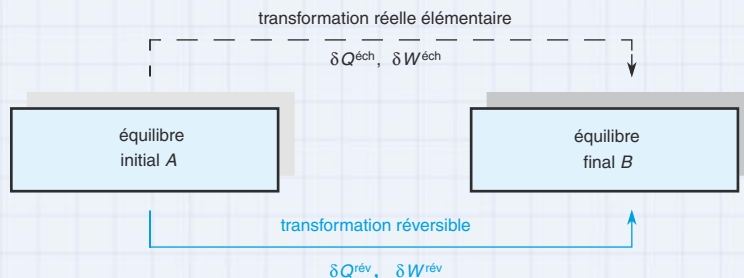 transformation réelle élémentaire
δQéch, δWéch
équilibre
initial A
équilibre
final B
transformation réversible
δQrév, δWrév